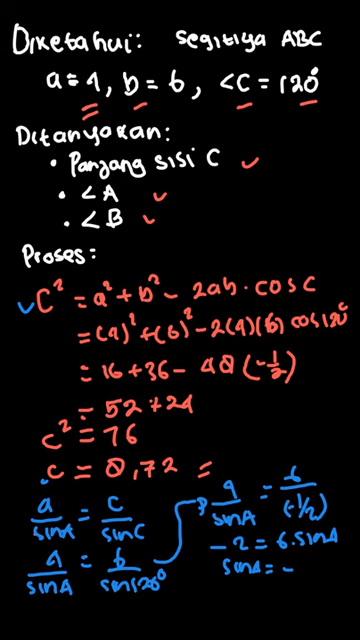 Diketahui: Segitiya ABC
a = 4, b = 6, <C = 120°
Ditanyakan:
• Panjang sisi C
• <A
• <B
Proses:
C² = a² + b² - 2ab . cos C
= (4)² + (6)² - 2(4)(6) cos 120°
= 16 + 36 - 48 (-1/2)
= 52 + 24
c² = 76
c = 8,72 =
a/sin A = c/sin C
4/sin A = 6/sin 120°
4/sin A = 6/(-1/2)
-2 = 6. sin A
sin A = -